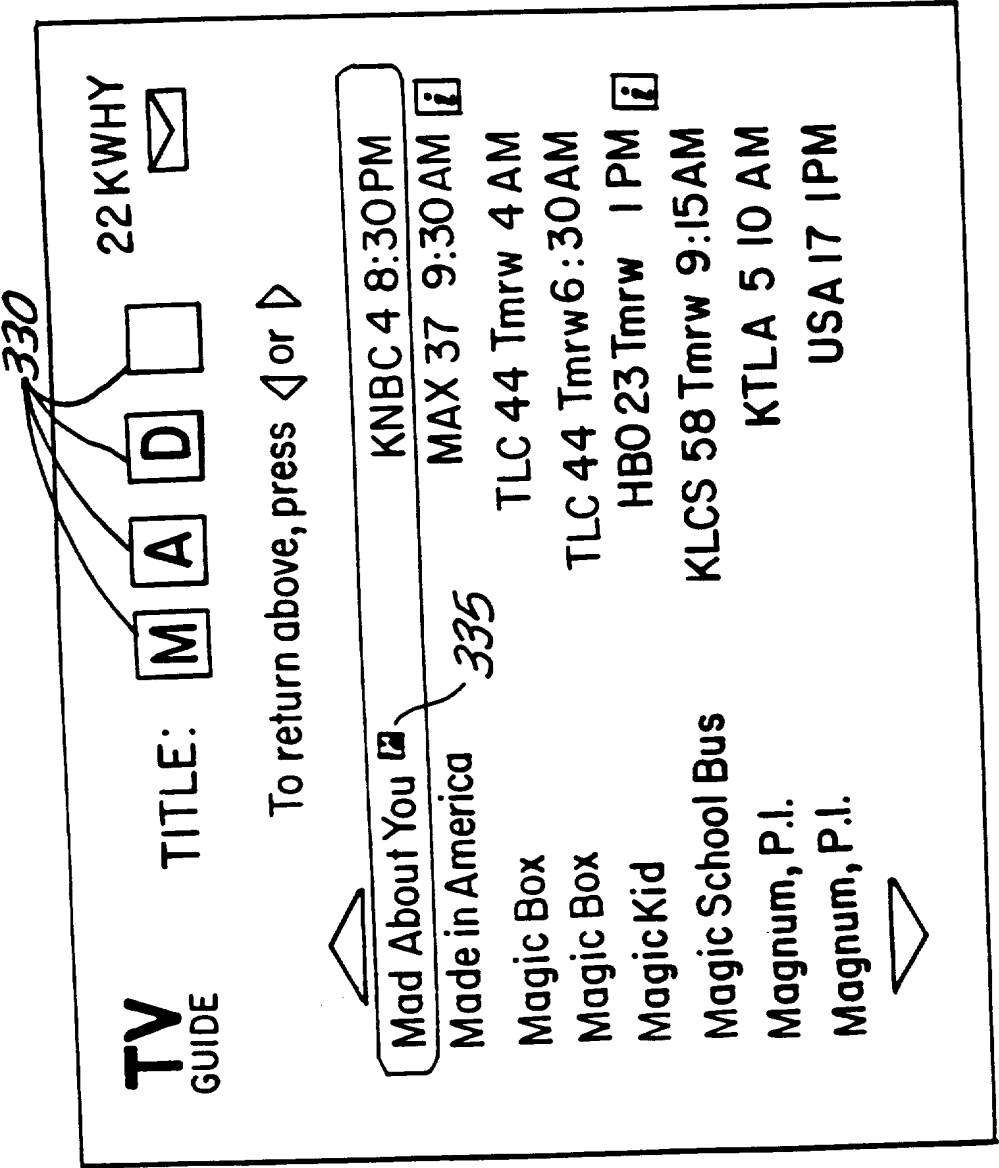 330
TV
GUIDE
TITLE: M A D
22 KWHY
To return above, press ◁ or ▷
Mad About You 335 KNBC 4 8:30PM
Made in America MAX 37 9:30AM i
Magic Box TLC 44 Tmrw 4 AM
Magic Box TLC 44 Tmrw 6:30AM
Magic Kid HBO 23 Tmrw 1 PM i
Magic School Bus KLCS 58 Tmrw 9:15AM
Magnum, P.I. KTLA 5 10 AM
Magnum, P.I. USA 17 1PM